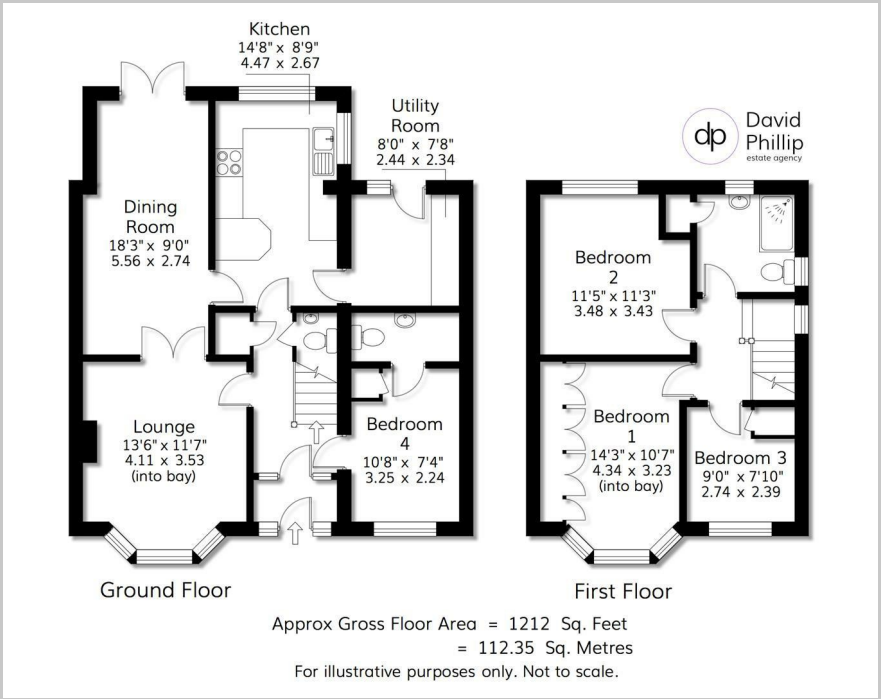 Kitchen
14'8" x 8'9"
4.47 x 2.67
Utility
Room
8'0" x 7'8"
2.44 x 2.34
dp
David
Phillip
estate agency
Dining
Room
18'3" x 9'0"
5.56 x 2.74
Bedroom
2
11'5" x 11'3"
3.48 x 3.43
Lounge
13'6" x 11'7"
4.11 x 3.53
(into bay)
Bedroom
4
10'8" x 7'4"
3.25 x 2.24
Bedroom
1
14'3" x 10'7"
4.34 x 3.23
(into bay)
Bedroom 3
9'0" x 7'10"
2.74 x 2.39
Ground Floor
First Floor
Approx Gross Floor Area = 1212 Sq. Feet
= 112.35 Sq. Metres
For illustrative purposes only. Not to scale.